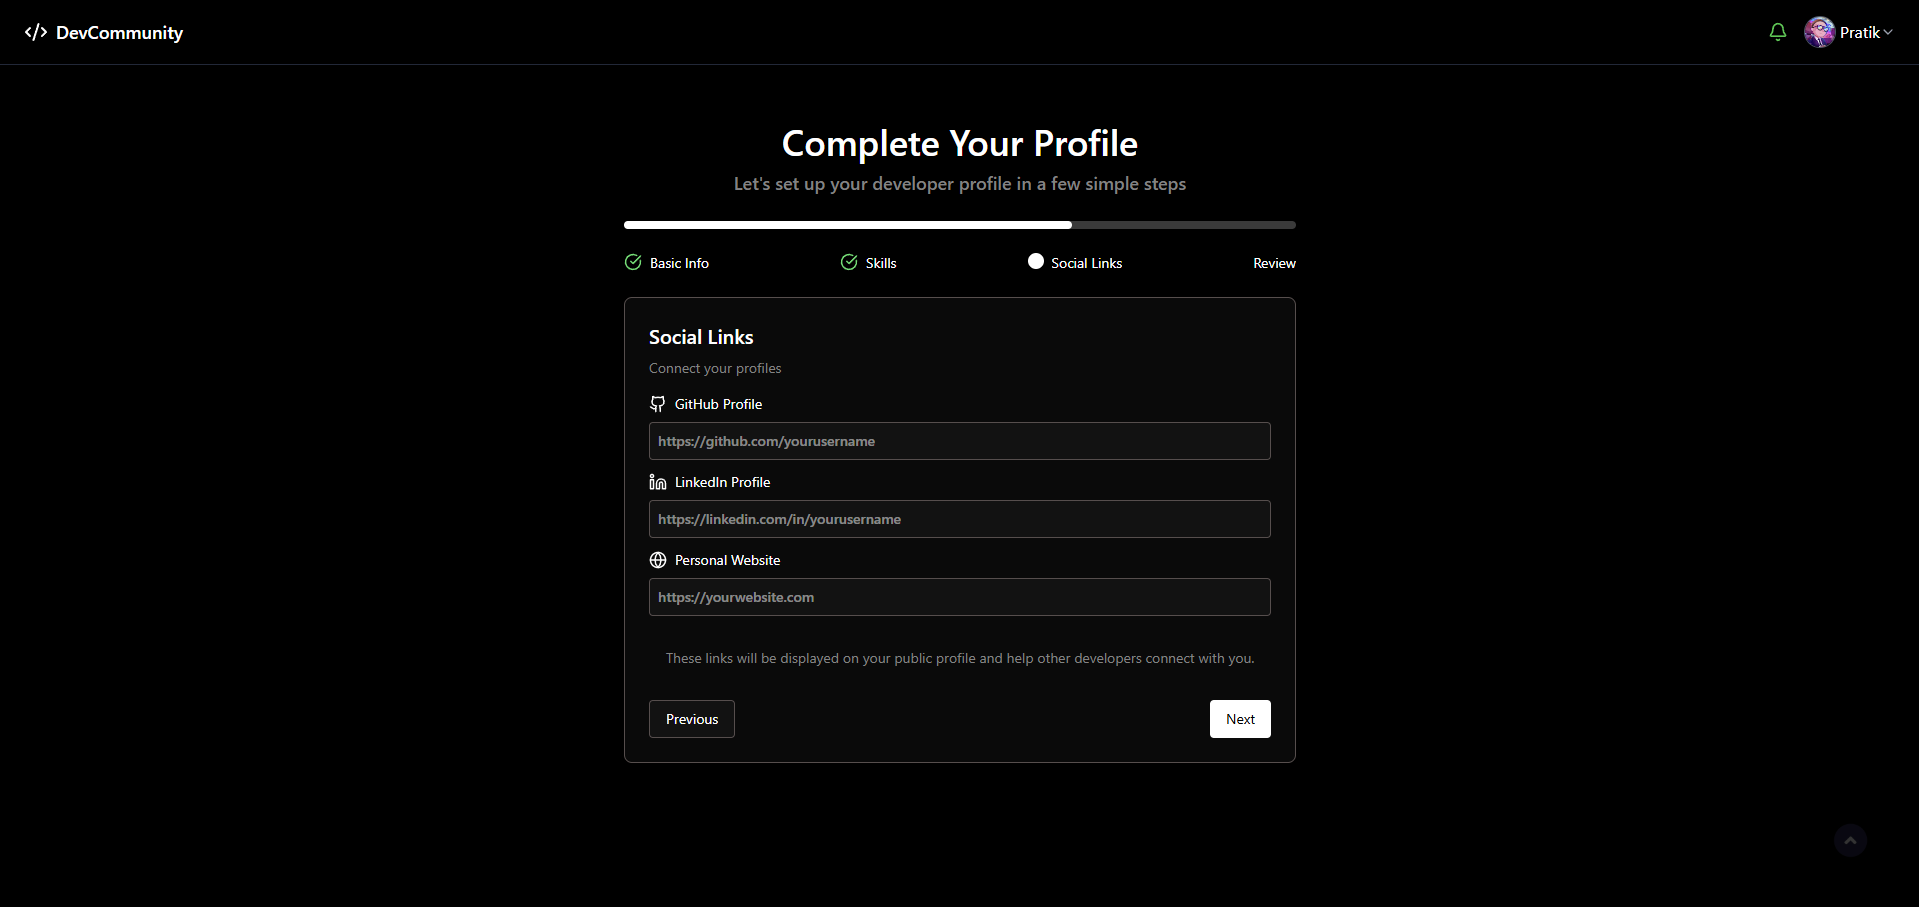 </> DevCommunity
Pratik
Complete Your Profile
Let's set up your developer profile in a few simple steps
Basic Info
Skills
Social Links
Review
Social Links
Connect your profiles
GitHub Profile
https://github.com/yourusername
LinkedIn Profile
https://linkedin.com/in/yourusername
Personal Website
https://yourwebsite.com
These links will be displayed on your public profile and help other developers connect with you.
Previous
Next